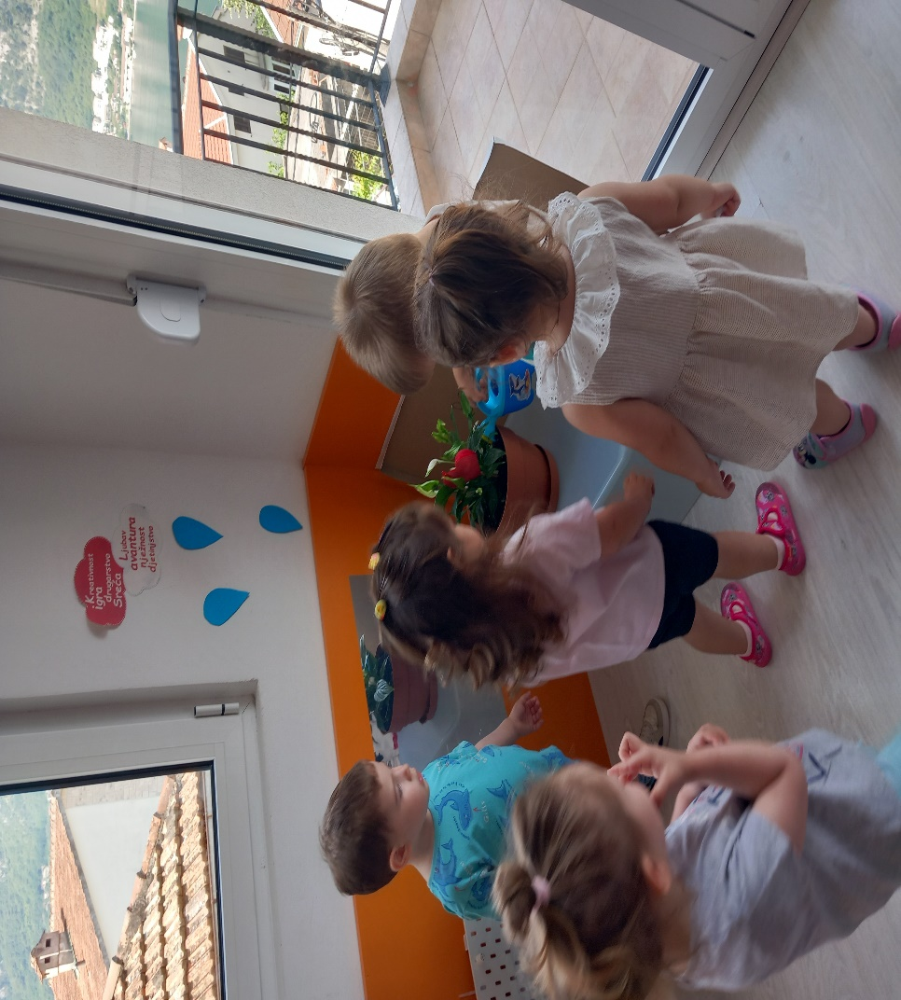 Kreativnost
igra
drugarstvo
Sreća
Ljubav
avantura
nježnost
djetinjstvo